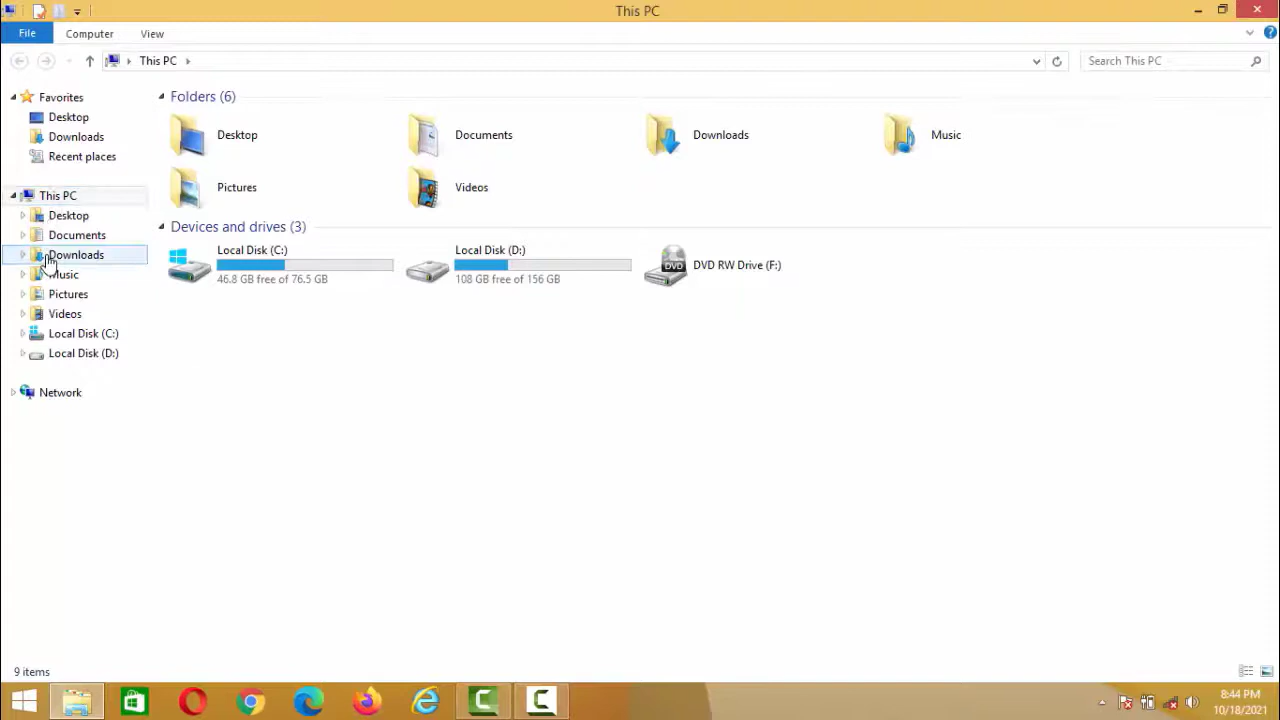 This PC
File Computer View
This PC
Search This PC
Favorites
Desktop
Downloads
Recent places
This PC
Desktop
Documents
Downloads
Music
Pictures
Videos
Local Disk (C:)
Local Disk (D:)
Network
Folders (6)
Desktop Documents Downloads Music
Pictures Videos
Devices and drives (3)
Local Disk (C:)
46.8 GB free of 76.5 GB
Local Disk (D:)
108 GB free of 156 GB
DVD
DVD RW Drive (F:)
9 items
8:44 PM
10/18/2021